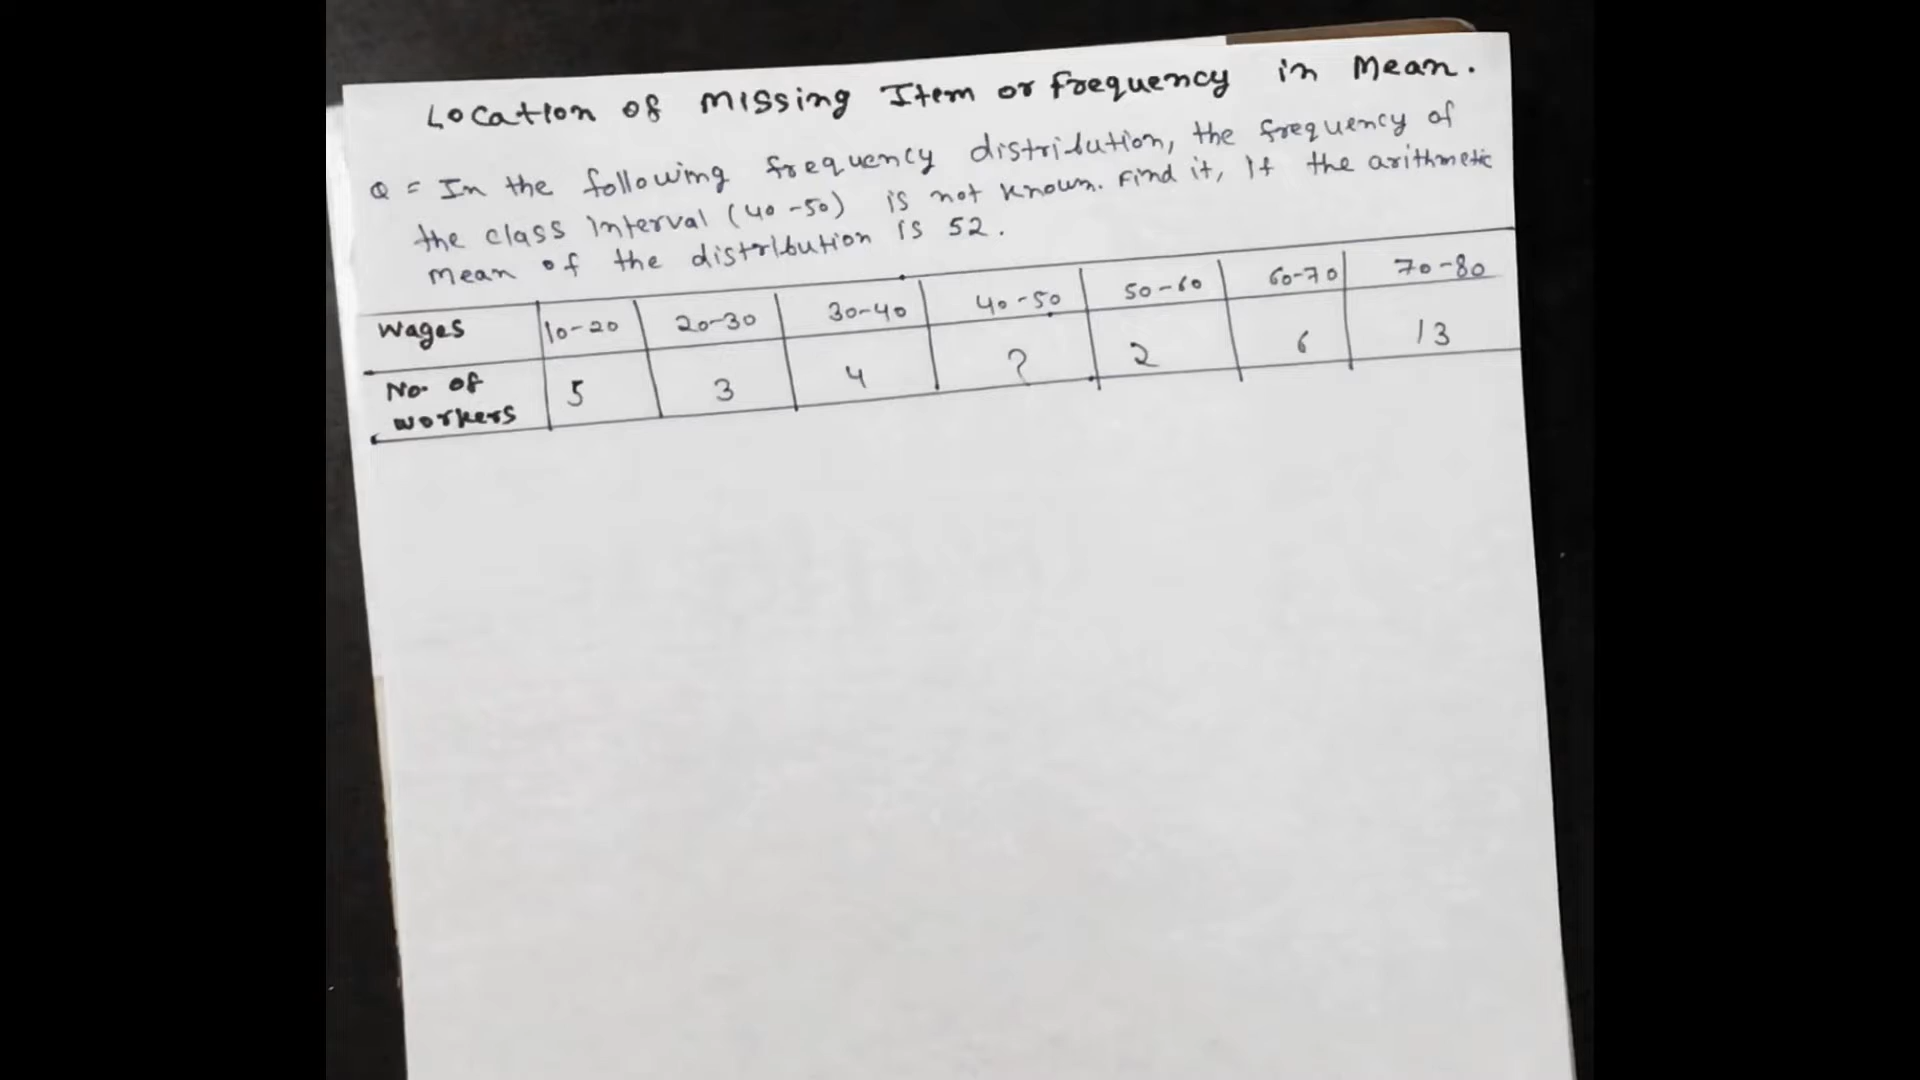 Location of Missing Item or frequency in Mean.
Q = In the following frequency distribution, the frequency of
the class interval (40-50) is not known. Find it, if the arithmetic
mean of the distribution is 52.
Wages 10-20 20-30 30-40 40-50 50-60 60-70 70-80
No. of workers 5 3 4 ? 2 6 13